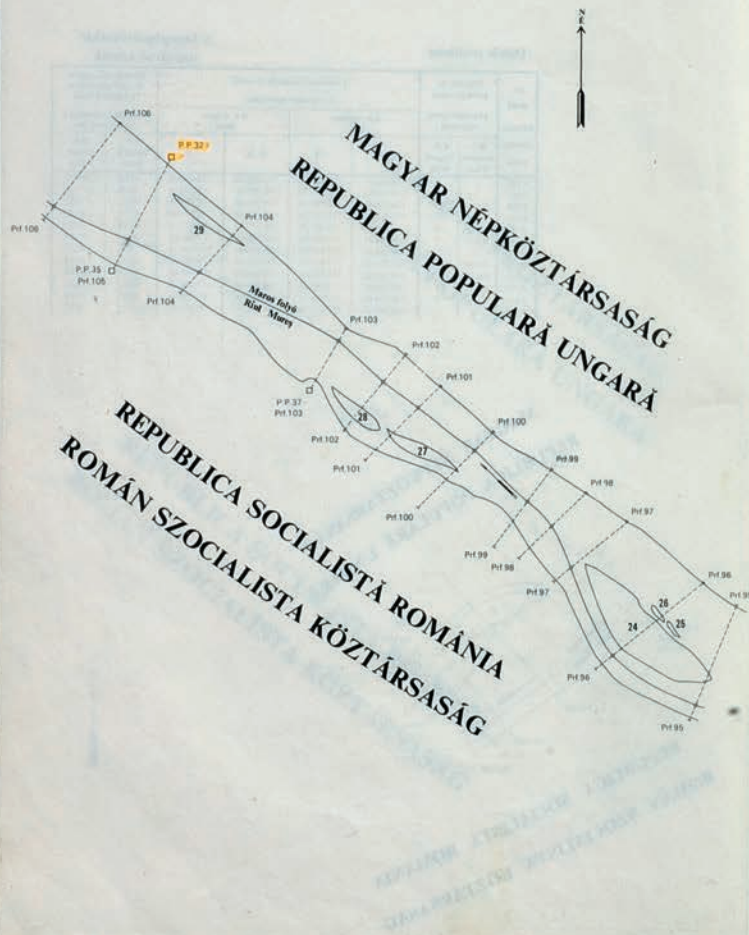 N
É
Prf.106
P.P.32
MAGYAR NÉPKÖZTÁRSASÁG
REPUBLICA POPULARĂ UNGARĂ
29
Prf.104
Prf.106
P.P.35
Prf.105
Prf.104
Maros folyó
Rîul Mureş
Prf.103
Prf.102
Prf.101
P.P.37
Prf.103
28
Prf.102
27
Prf.101
Prf.100
Prf.99
Prf.98
Prf.97
Prf.100
Prf.99
Prf.98
Prf.97
REPUBLICA SOCIALISTĂ ROMÂNIA
ROMÁN SZOCIALISTA KÖZTÁRSASÁG
Prf.96
26
25
24
Prf.96
Prf.95